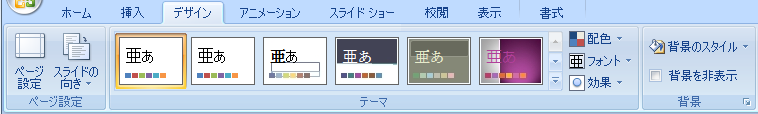 ホーム 挿入 デザイン アニメーション スライド ショー 校閲 表示 書式
ページ設定
スライドの向き
亜あ 亜あ 亜あ 亜あ 亜あ 亜あ
配色
亜 フォント
効果
背景のスタイル
背景を非表示
ページ設定 テーマ 背景